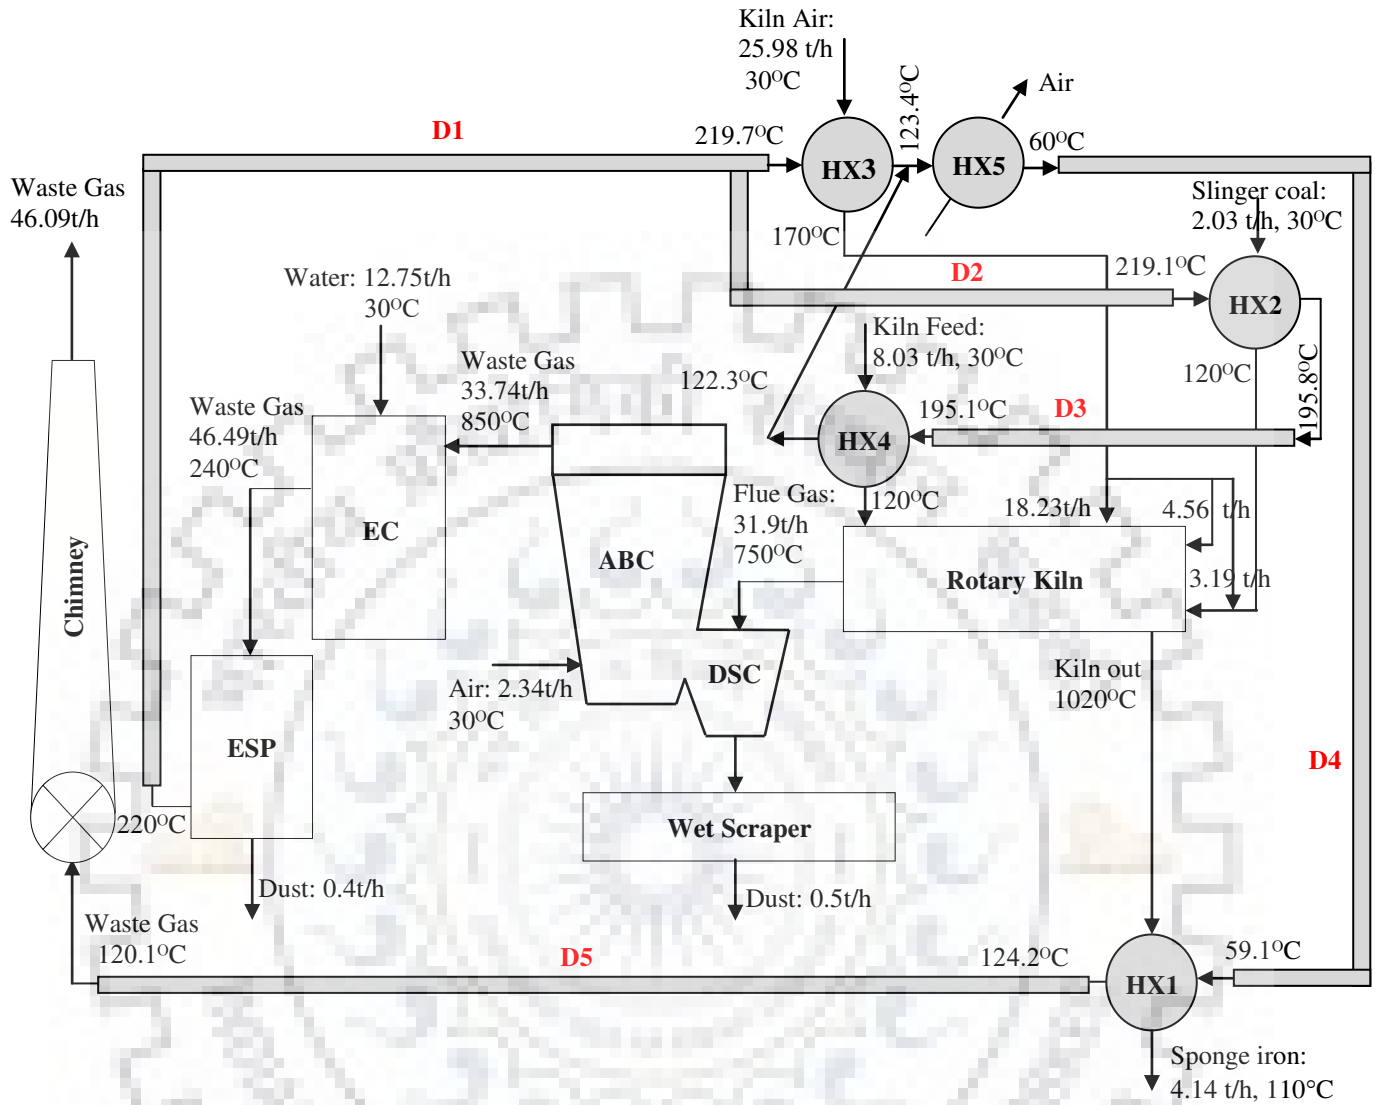 Kiln Air:
25.98 t/h
30°C
123.4°C
Air
D1
219.7°C
HX3
HX5
60°C
Waste Gas
46.09t/h
Slinger coal:
2.03 t/h, 30°C
170°C
Water: 12.75t/h
30°C
D2
219.1°C
HX2
Kiln Feed:
8.03 t/h, 30°C
Waste Gas
33.74t/h
850°C
122.3°C
120°C
195.8°C
Waste Gas
46.49t/h
240°C
195.1°C
D3
HX4
Flue Gas:
31.9t/h
750°C
120°C
18.23t/h
4.56 t/h
EC
ABC
Rotary Kiln
3.19 t/h
Chimney
Air: 2.34t/h
30°C
DSC
Kiln out
1020°C
ESP
D4
220°C
Wet Scraper
Dust: 0.4t/h
Dust: 0.5t/h
Waste Gas
120.1°C
D5
124.2°C
59.1°C
HX1
Sponge iron:
4.14 t/h, 110°C